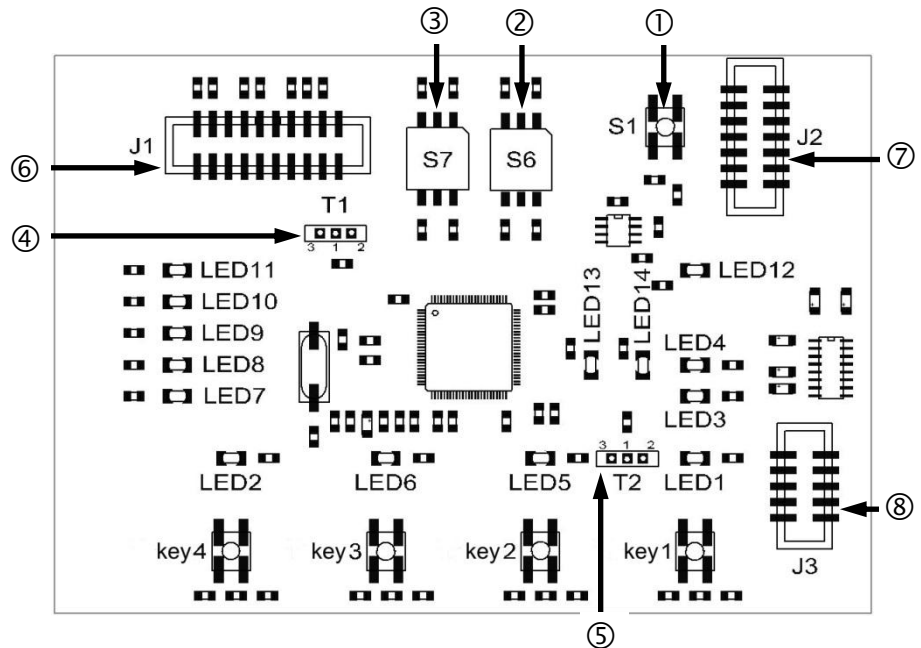 ③ ② ①
S1
J1 J2
S7 S6
⑥ ⑦
T1
④
3 1 2
LED11 LED13 LED14 LED12
LED10
LED9
LED4
LED8
LED7
LED3
3 1 2
LED2 LED6 LED5 T2 LED1
⑧
key4 key3 key2 key1
J3
⑤